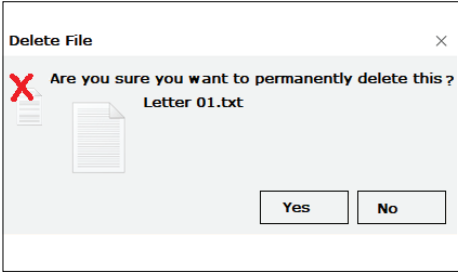 Delete File
Are you sure you want to permanently delete this?
Letter 01.txt
Yes No